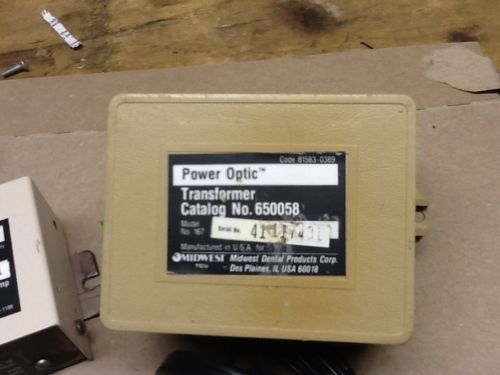 Code 81583-0389
Power Optic™
Transformer
Catalog No. 650058
Model
No. 167
Serial No.
Manufactured in U.S.A. for
MIDWEST Midwest Dental Products Corp.
Des Plaines, IL USA 60018